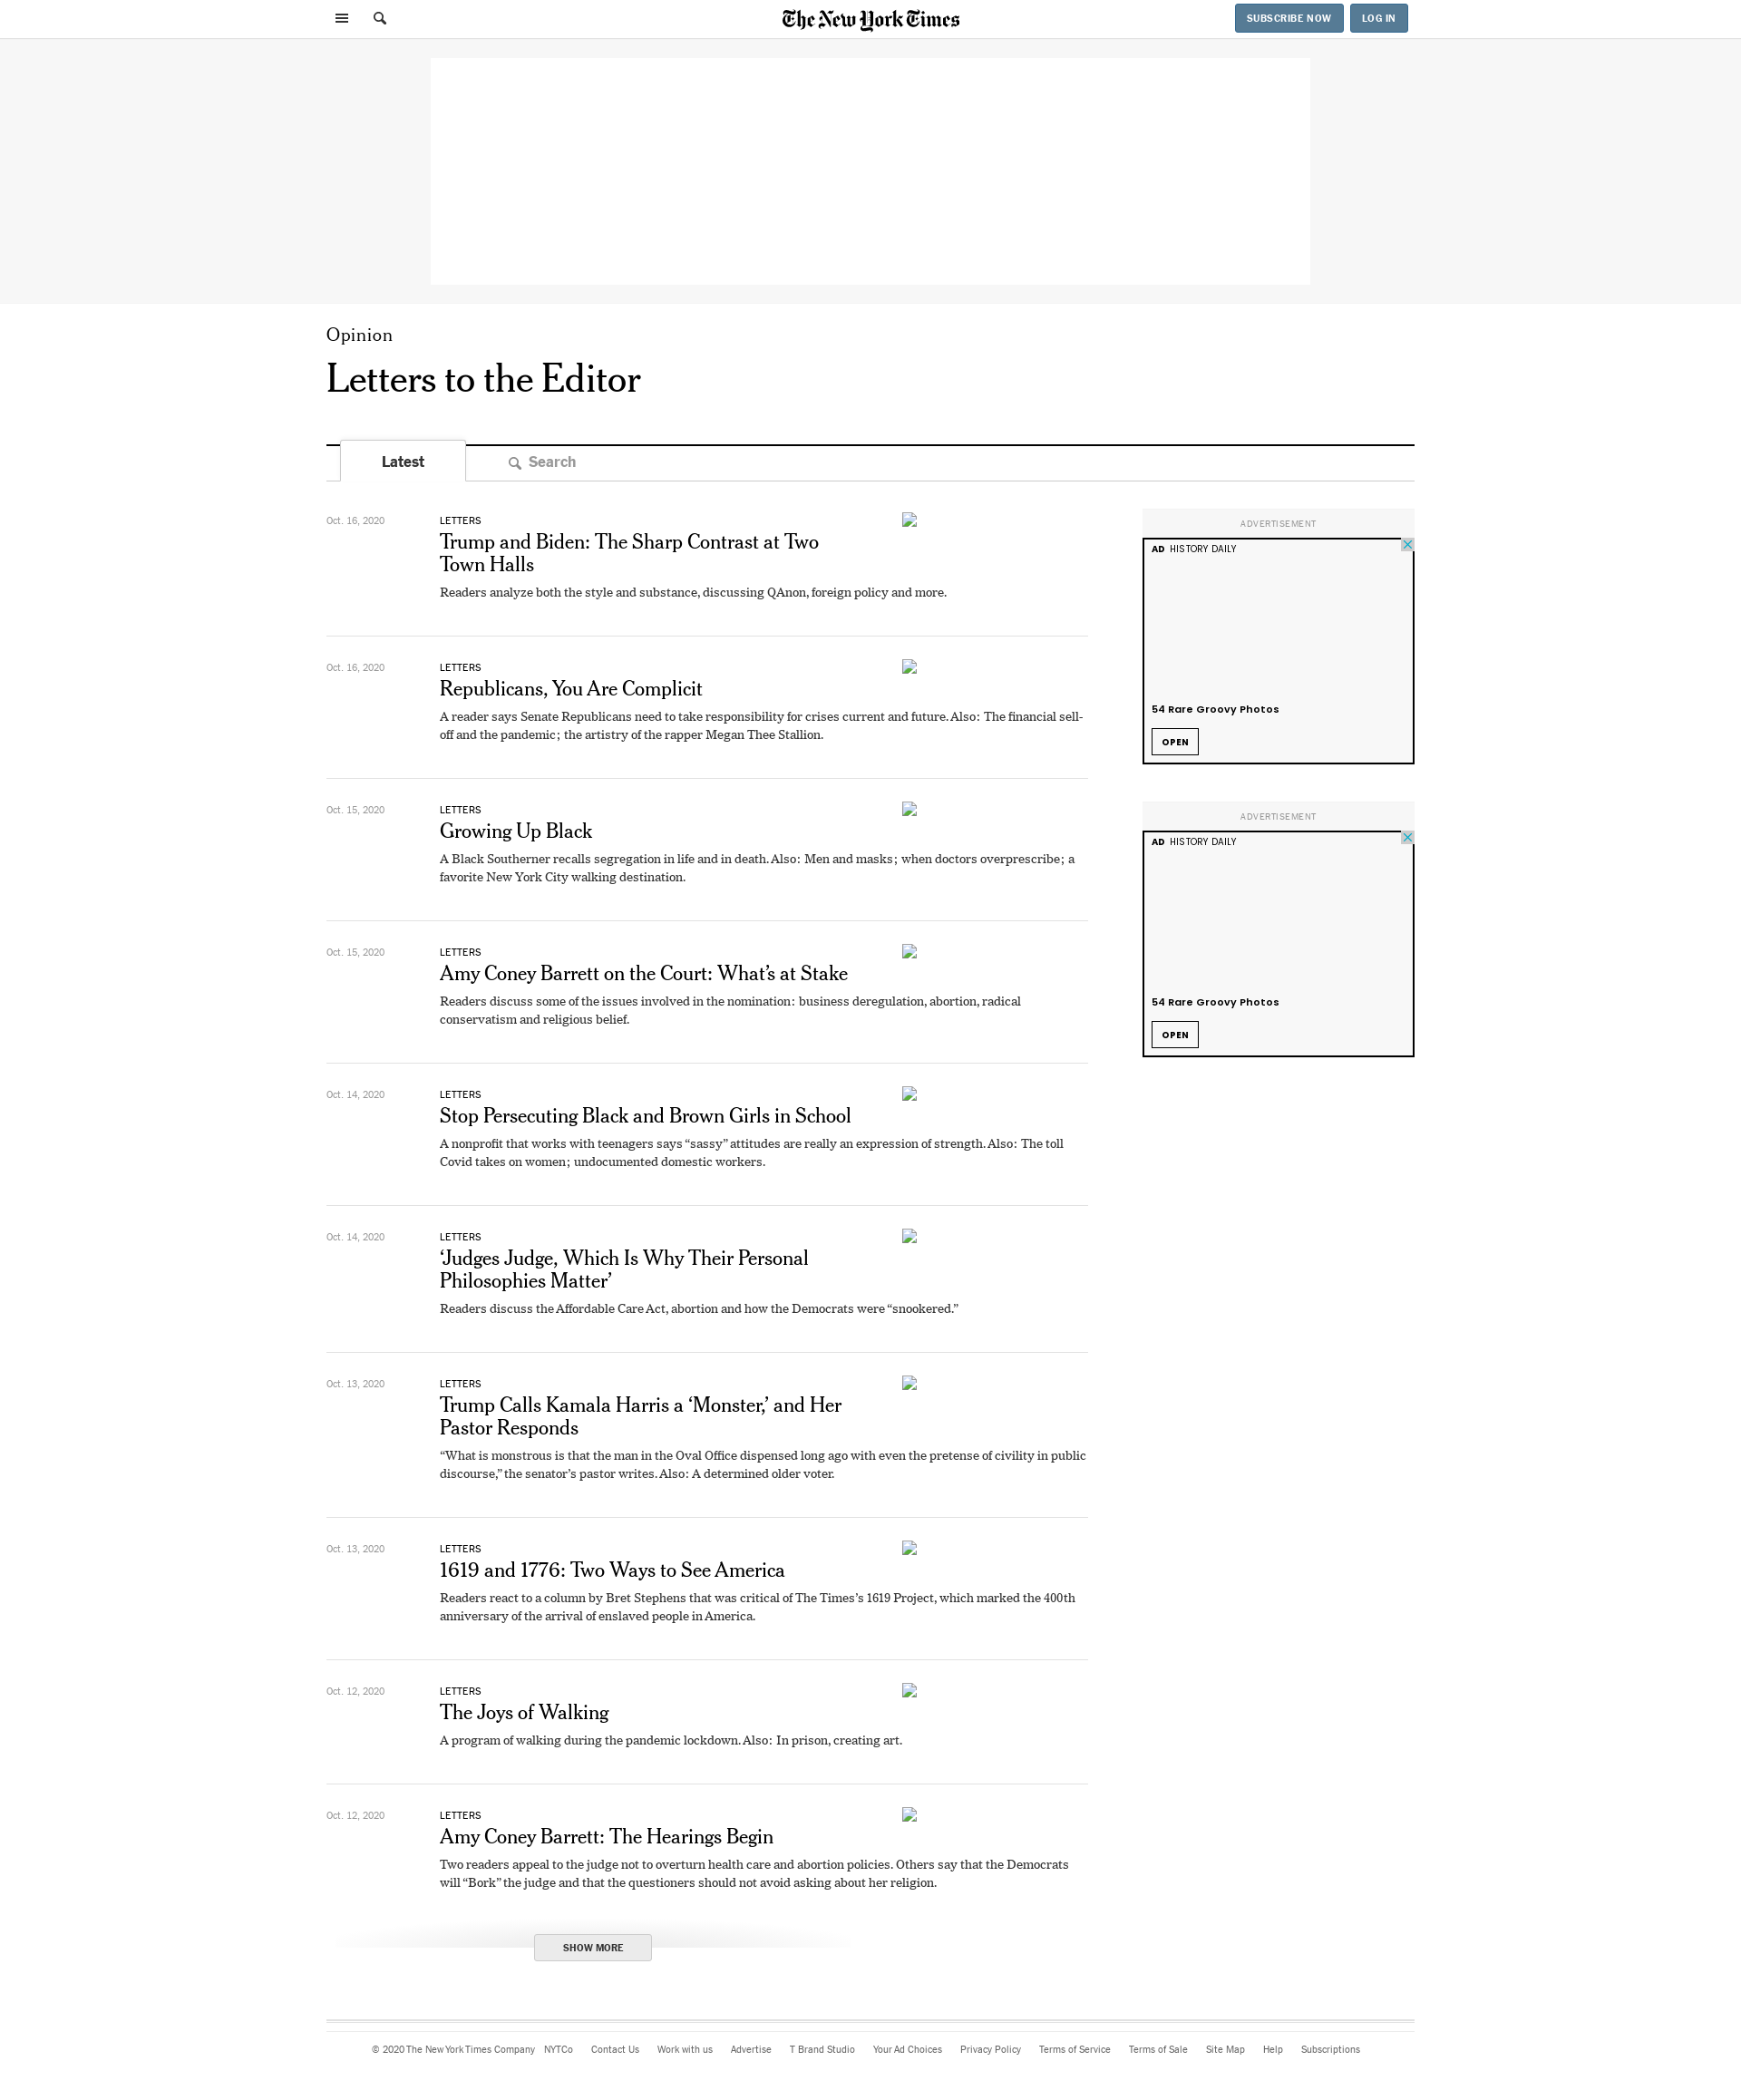 The New York Times
SUBSCRIBE NOW
LOG IN
Opinion
Letters to the Editor
Latest
Search
Oct. 16, 2020
LETTERS
Trump and Biden: The Sharp Contrast at Two
Town Halls
Readers analyze both the style and substance, discussing QAnon, foreign policy and more.
Oct. 16, 2020
LETTERS
Republicans, You Are Complicit
A reader says Senate Republicans need to take responsibility for crises current and future. Also: The financial sell-
off and the pandemic; the artistry of the rapper Megan Thee Stallion.
Oct. 15, 2020
LETTERS
Growing Up Black
A Black Southerner recalls segregation in life and in death. Also: Men and masks; when doctors overprescribe; a
favorite New York City walking destination.
Oct. 15, 2020
LETTERS
Amy Coney Barrett on the Court: What’s at Stake
Readers discuss some of the issues involved in the nomination: business deregulation, abortion, radical
conservatism and religious belief.
Oct. 14, 2020
LETTERS
Stop Persecuting Black and Brown Girls in School
A nonprofit that works with teenagers says “sassy” attitudes are really an expression of strength. Also: The toll
Covid takes on women; undocumented domestic workers.
Oct. 14, 2020
LETTERS
‘Judges Judge, Which Is Why Their Personal
Philosophies Matter’
Readers discuss the Affordable Care Act, abortion and how the Democrats were “snookered.”
Oct. 13, 2020
LETTERS
Trump Calls Kamala Harris a ‘Monster,’ and Her
Pastor Responds
“What is monstrous is that the man in the Oval Office dispensed long ago with even the pretense of civility in public
discourse,” the senator’s pastor writes. Also: A determined older voter.
Oct. 13, 2020
LETTERS
1619 and 1776: Two Ways to See America
Readers react to a column by Bret Stephens that was critical of The Times’s 1619 Project, which marked the 400th
anniversary of the arrival of enslaved people in America.
Oct. 12, 2020
LETTERS
The Joys of Walking
A program of walking during the pandemic lockdown. Also: In prison, creating art.
Oct. 12, 2020
LETTERS
Amy Coney Barrett: The Hearings Begin
Two readers appeal to the judge not to overturn health care and abortion policies. Others say that the Democrats
will “Bork” the judge and that the questioners should not avoid asking about her religion.
SHOW MORE
ADVERTISEMENT
AD HISTORY DAILY
54 Rare Groovy Photos
OPEN
ADVERTISEMENT
AD HISTORY DAILY
54 Rare Groovy Photos
OPEN
© 2020 The New York Times Company NYTCo Contact Us Work with us Advertise T Brand Studio Your Ad Choices Privacy Policy Terms of Service Terms of Sale Site Map Help Subscriptions